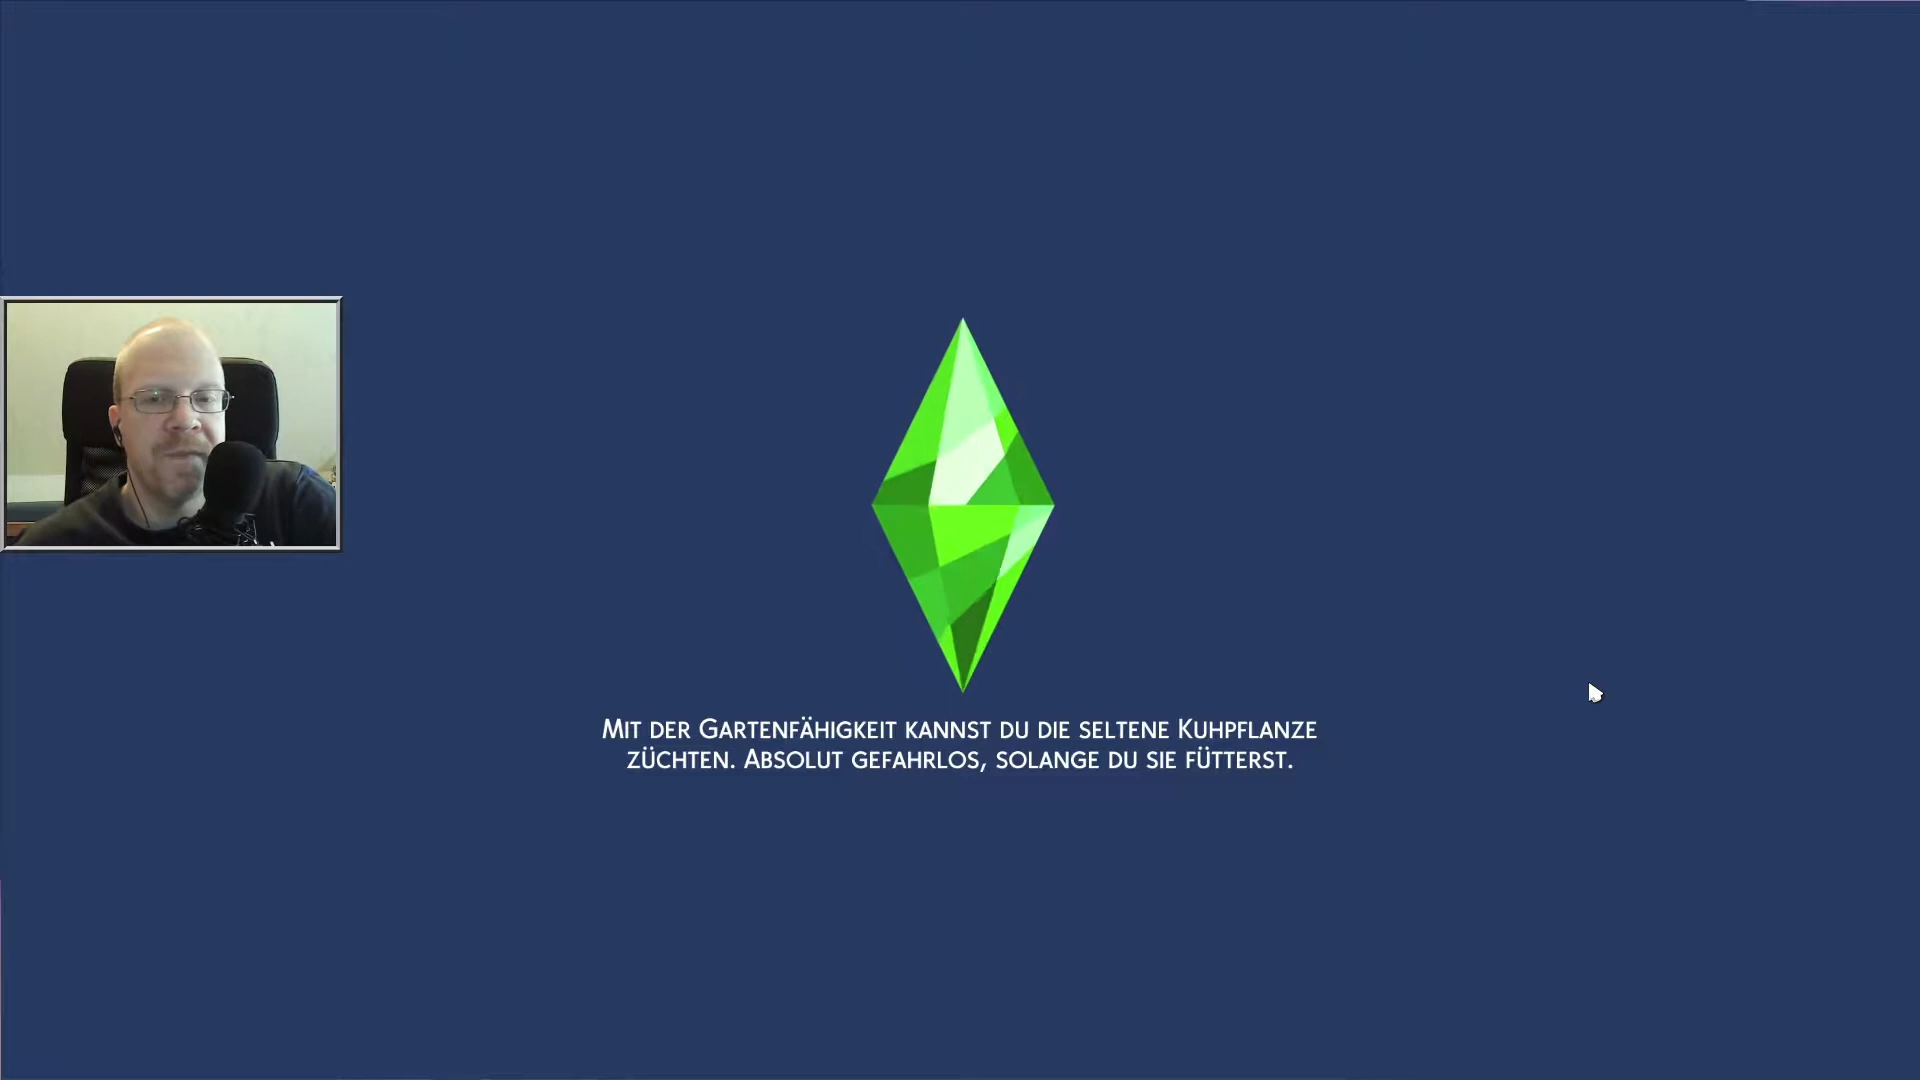 Mit der Gartenfähigkeit kannst du die seltene Kuhpflanze
züchten. Absolut gefahrlos, solange du sie fütterst.